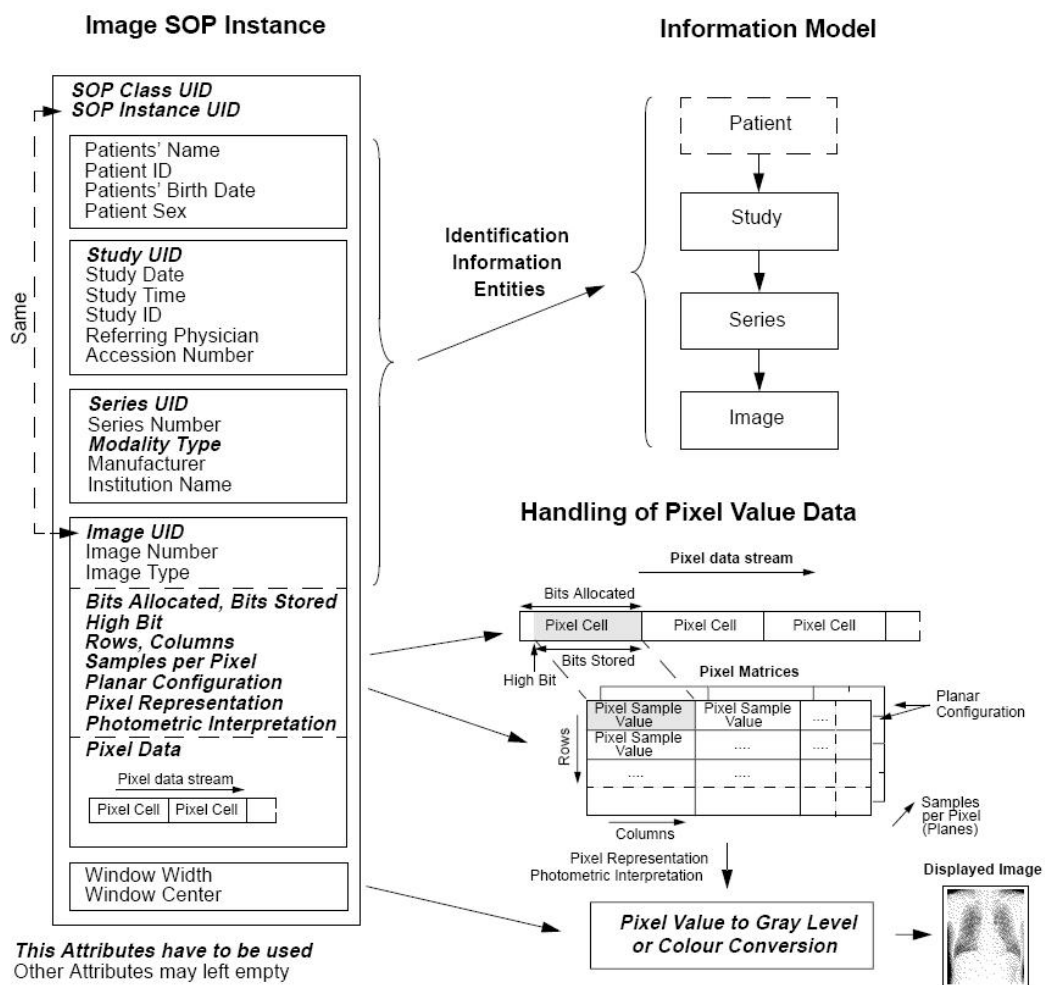 Image SOP Instance
SOP Class UID
SOP Instance UID
Patients' Name
Patient ID
Patients' Birth Date
Patient Sex
Study UID
Study Date
Study Time
Study ID
Referring Physician
Accession Number
Series UID
Series Number
Modality Type
Manufacturer
Institution Name
Image UID
Image Number
Image Type
Bits Allocated, Bits Stored
High Bit
Rows, Columns
Samples per Pixel
Planar Configuration
Pixel Representation
Photometric Interpretation
Pixel Data
Pixel data stream
Pixel Cell Pixel Cell
Window Width
Window Center
Same
This Attributes have to be used
Other Attributes may left empty
Identification
Information
Entities
Information Model
Patient
Study
Series
Image
Handling of Pixel Value Data
Pixel data stream
Bits Allocated
Pixel Cell Pixel Cell Pixel Cell
Bits Stored
High Bit
Pixel Matrices
Pixel Sample Pixel Sample
Value Value ....
Pixel Sample
Value .... ....
.... ....
Rows
Columns
Planar
Configuration
Samples
per Pixel
(Planes)
Pixel Representation
Photometric Interpretation
Pixel Value to Gray Level
or Colour Conversion
Displayed Image